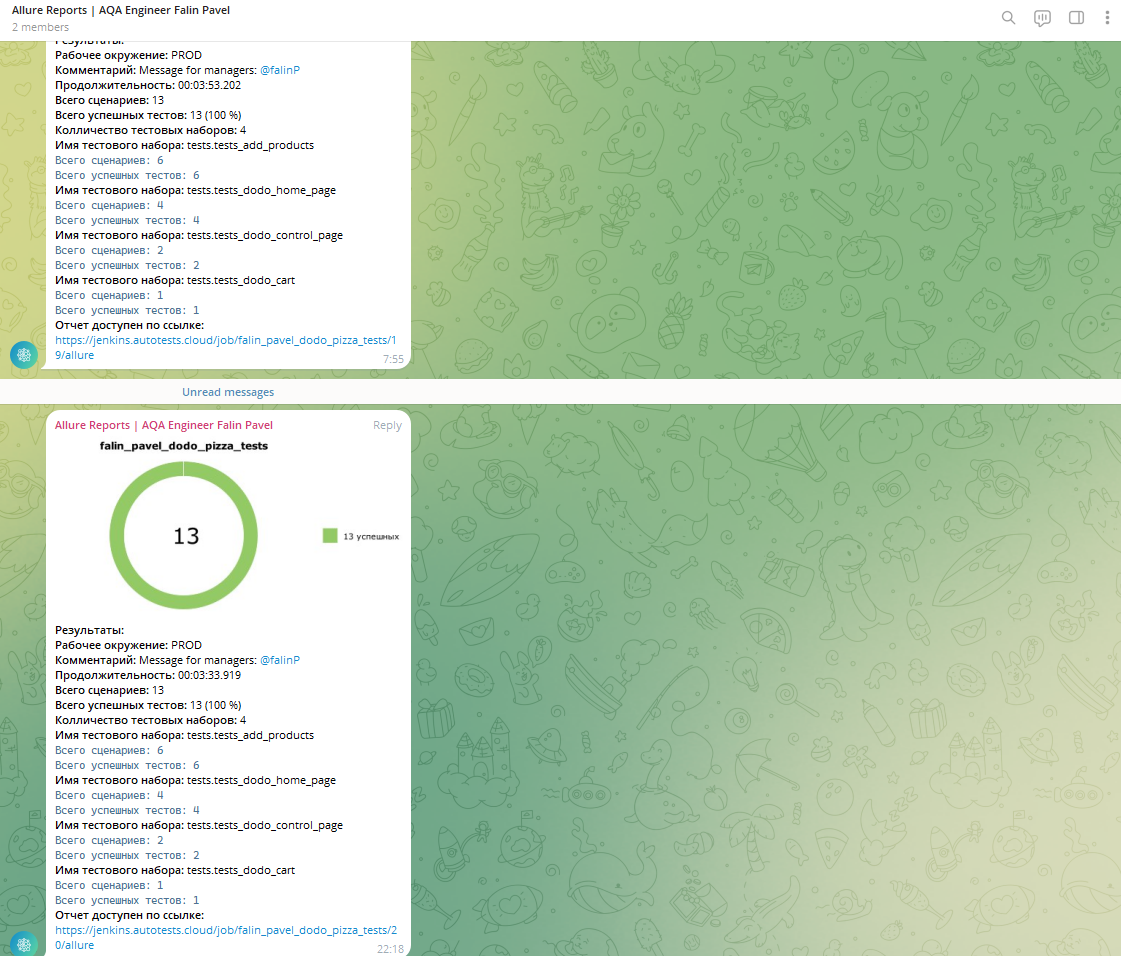 Allure Reports | AQA Engineer Falin Pavel
2 members
Результаты:
Рабочее окружение: PROD
Комментарий: Message for managers: @falinP
Продолжительность: 00:03:53.202
Всего сценариев: 13
Всего успешных тестов: 13 (100 %)
Колличество тестовых наборов: 4
Имя тестового набора: tests.tests_add_products
Всего сценариев: 6
Всего успешных тестов: 6
Имя тестового набора: tests.tests_dodo_home_page
Всего сценариев: 4
Всего успешных тестов: 4
Имя тестового набора: tests.tests_dodo_control_page
Всего сценариев: 2
Всего успешных тестов: 2
Имя тестового набора: tests.tests_dodo_cart
Всего сценариев: 1
Всего успешных тестов: 1
Отчет доступен по ссылке:
https://jenkins.autotests.cloud/job/falin_pavel_dodo_pizza_tests/1
9/allure
7:55
Unread messages
Allure Reports | AQA Engineer Falin Pavel Reply
falin_pavel_dodo_pizza_tests
13
13 успешных
Результаты:
Рабочее окружение: PROD
Комментарий: Message for managers: @falinP
Продолжительность: 00:03:33.919
Всего сценариев: 13
Всего успешных тестов: 13 (100 %)
Колличество тестовых наборов: 4
Имя тестового набора: tests.tests_add_products
Всего сценариев: 6
Всего успешных тестов: 6
Имя тестового набора: tests.tests_dodo_home_page
Всего сценариев: 4
Всего успешных тестов: 4
Имя тестового набора: tests.tests_dodo_control_page
Всего сценариев: 2
Всего успешных тестов: 2
Имя тестового набора: tests.tests_dodo_cart
Всего сценариев: 1
Всего успешных тестов: 1
Отчет доступен по ссылке:
https://jenkins.autotests.cloud/job/falin_pavel_dodo_pizza_tests/2
0/allure
22:18